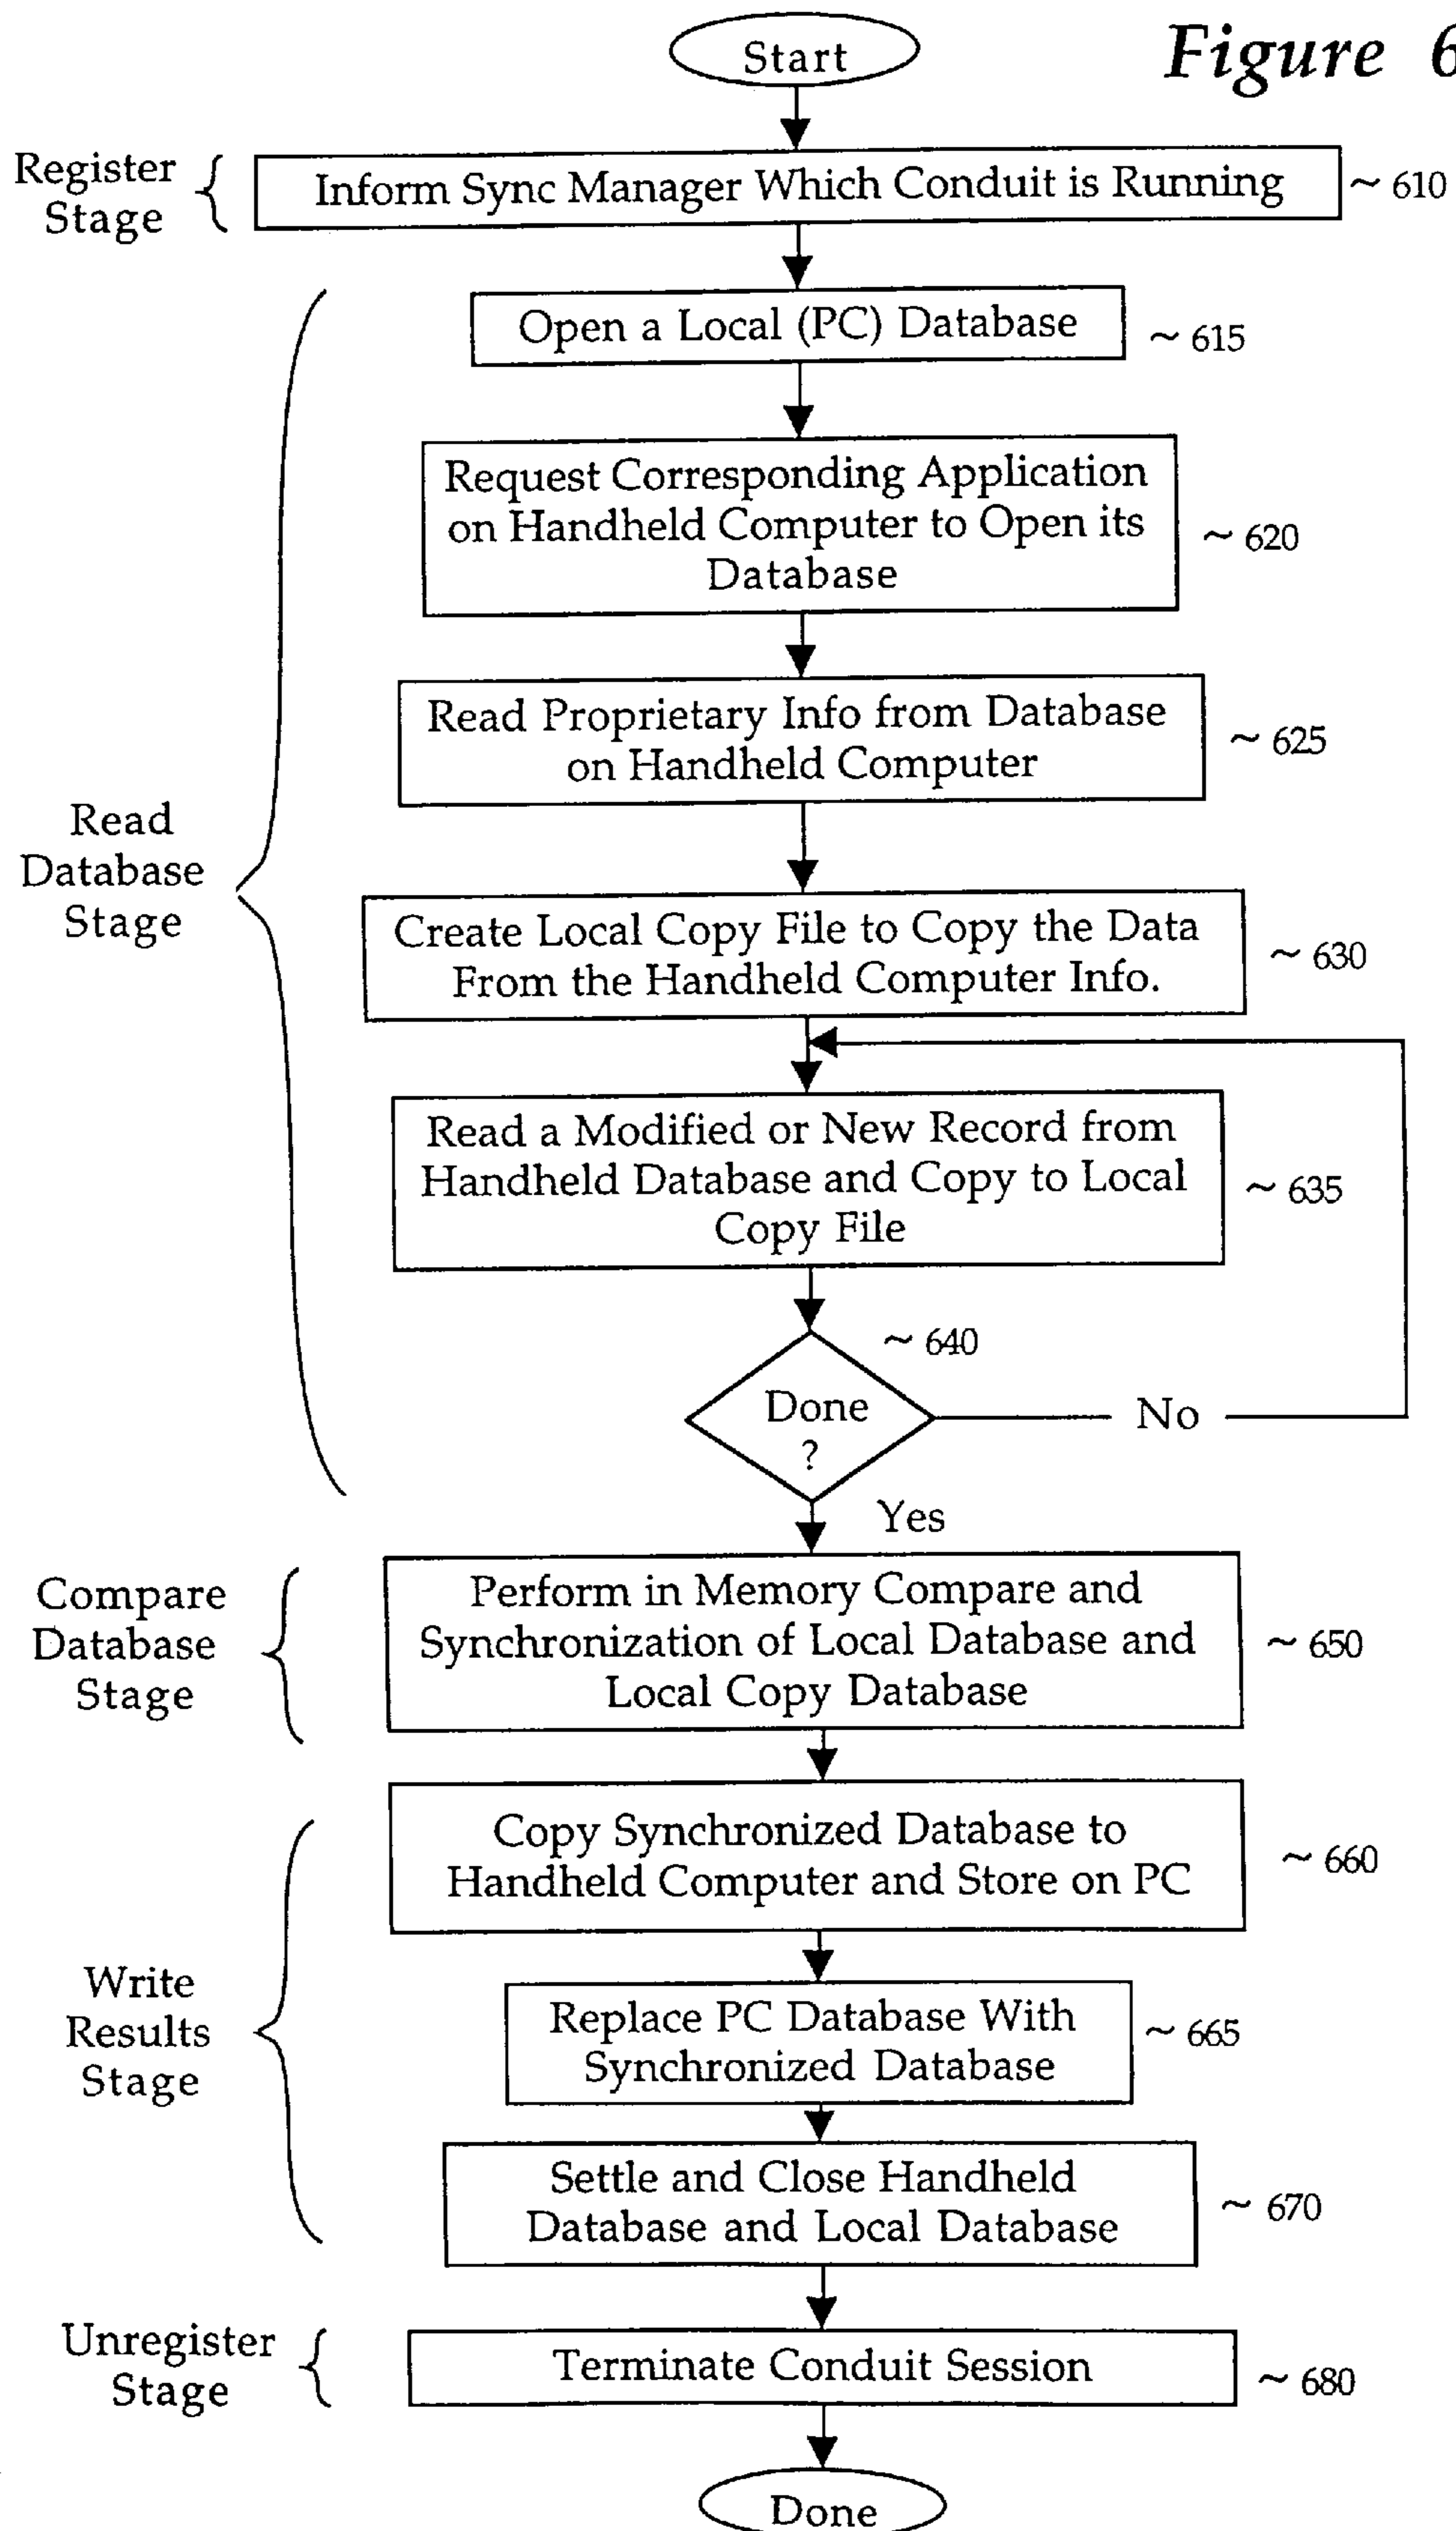 Figure 6
Start
Register
Stage
Inform Sync Manager Which Conduit is Running
~ 610
Open a Local (PC) Database
~ 615
Request Corresponding Application
on Handheld Computer to Open its
Database
~ 620
Read Proprietary Info from Database
on Handheld Computer
~ 625
Read
Database
Stage
Create Local Copy File to Copy the Data
From the Handheld Computer Info.
~ 630
Read a Modified or New Record from
Handheld Database and Copy to Local
Copy File
~ 635
~ 640
Done
?
No
Yes
Compare
Database
Stage
Perform in Memory Compare and
Synchronization of Local Database and
Local Copy Database
~ 650
Copy Synchronized Database to
Handheld Computer and Store on PC
~ 660
Write
Results
Stage
Replace PC Database With
Synchronized Database
~ 665
Settle and Close Handheld
Database and Local Database
~ 670
Unregister
Stage
Terminate Conduit Session
~ 680
Done